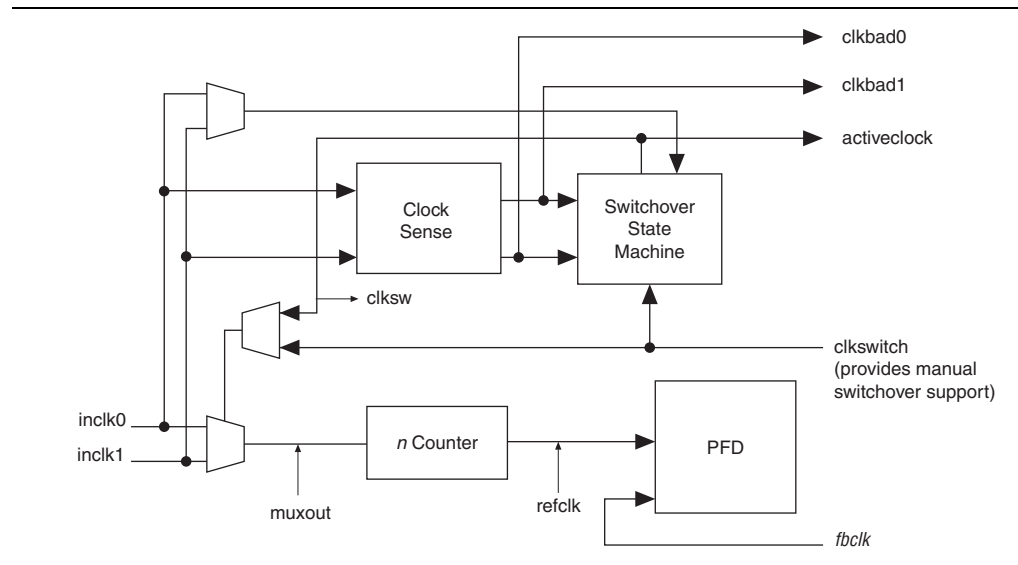 clkbad0
clkbad1
activeclock
Clock
Sense
Switchover
State
Machine
clksw
clkswitch
(provides manual
switchover support)
inclk0
inclk1
n Counter
PFD
muxout
refclk
fbclk